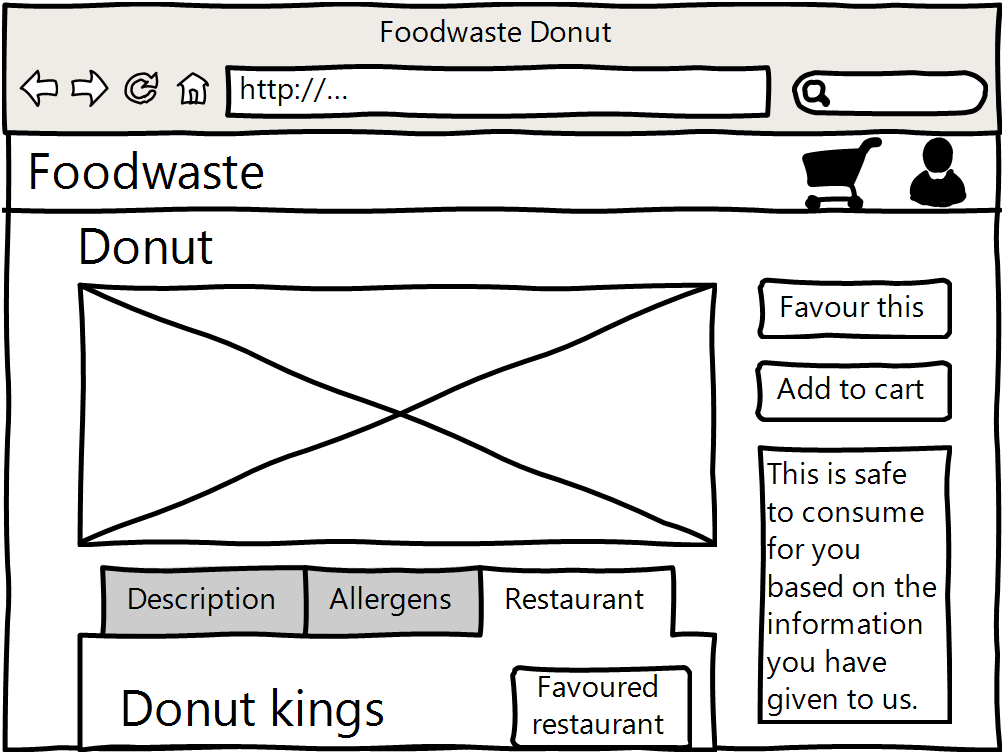 Foodwaste Donut
http://...
Foodwaste
Donut
Favour this
Add to cart
This is safe
to consume
for you
based on the
information
you have
given to us.
Description
Allergens
Restaurant
Donut kings
Favoured
restaurant